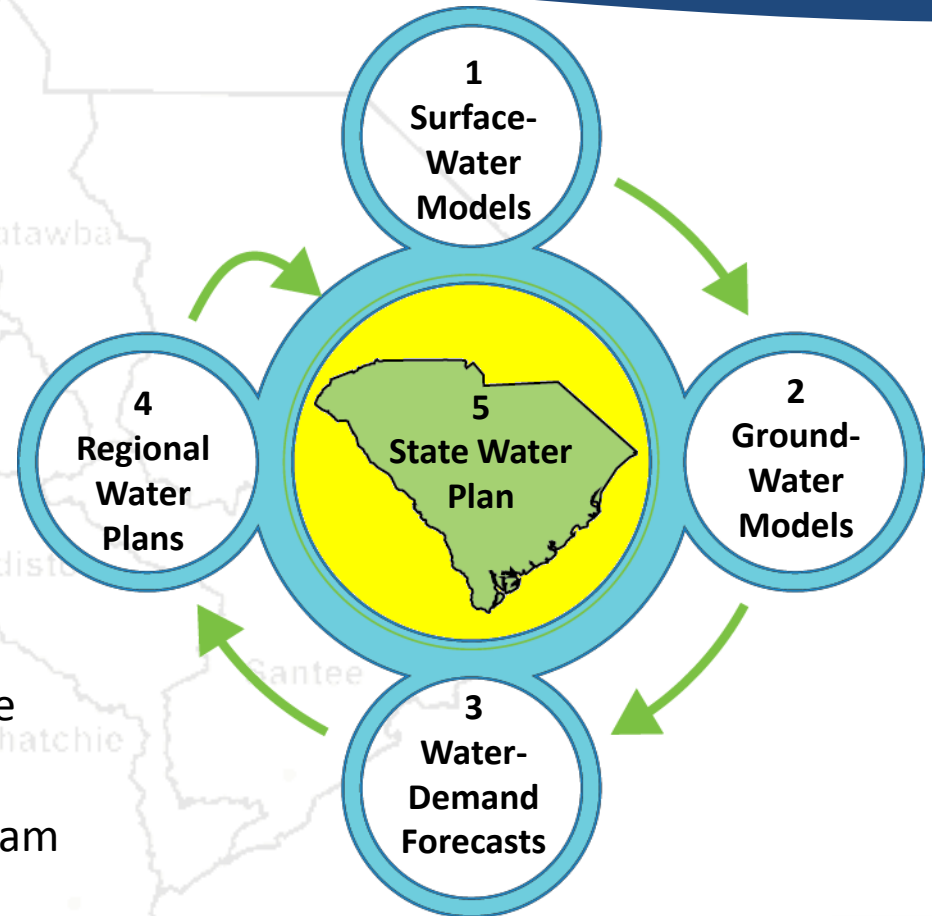 1
Surface-
Water
Models
2
Ground-
Water
Models
3
Water-
Demand
Forecasts
4
Regional
Water
Plans
5
State Water
Plan
Santee